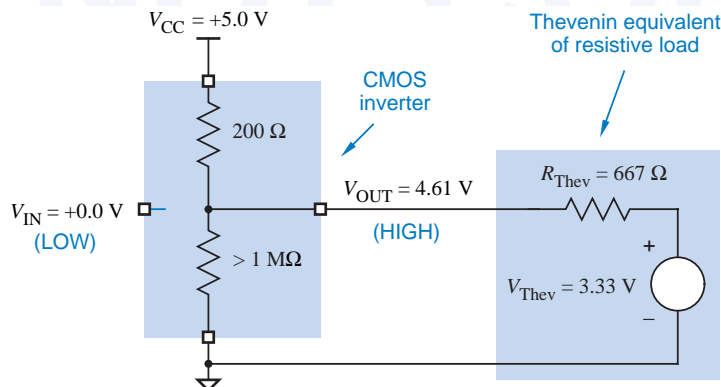 V_CC = +5.0 V
Thevenin equivalent
of resistive load
CMOS
inverter
200 Ω
R_Thev = 667 Ω
V_IN = +0.0 V
(LOW)
V_OUT = 4.61 V
(HIGH)
> 1 MΩ
+
V_Thev = 3.33 V
–